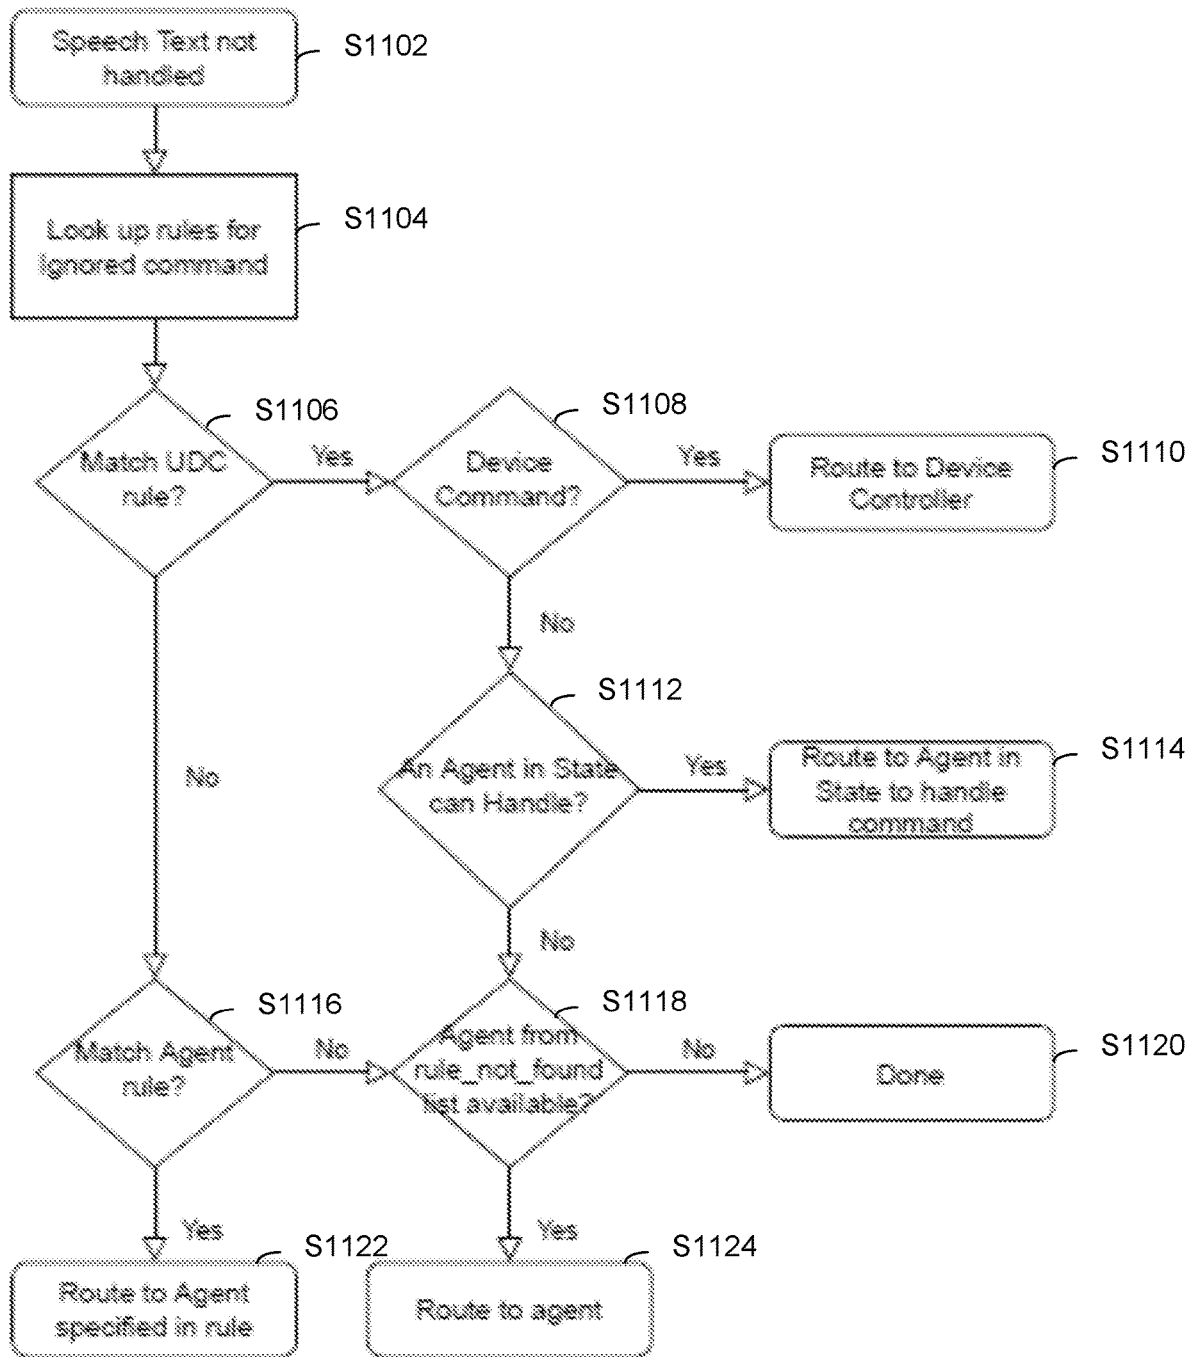 Speech Text not
handled
S1102
Look up rules for
Ignored command
S1104
Match UDC
rule?
S1106
Yes
Device
Command?
S1108
Yes
Route to Device
Controller
S1110
No
No
An Agent in State
can Handle?
S1112
Yes
Route to Agent in
State to handle
command
S1114
No
Match Agent
rule?
S1116
No
Agent from
rule_not_found
list available?
S1118
No
Done
S1120
Yes
Route to Agent
specified in rule
S1122
Yes
Route to agent
S1124